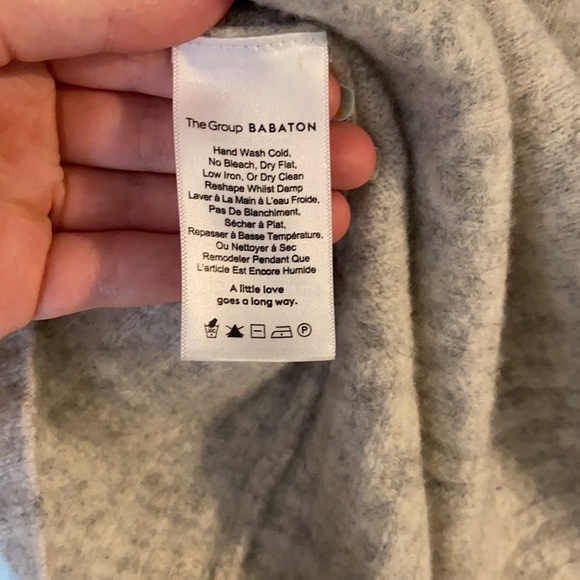 The Group BABATON
Hand Wash Cold,
No Bleach, Dry Flat,
Low Iron, Or Dry Clean
Reshape Whilst Damp
Laver à La Main à L'eau Froide,
Pas De Blanchiment,
Sécher à Plat,
Repasser à Basse Température,
Ou Nettoyer à Sec
Remodeler Pendant Que
L'article Est Encore Humide
A little love
goes a long way.
P